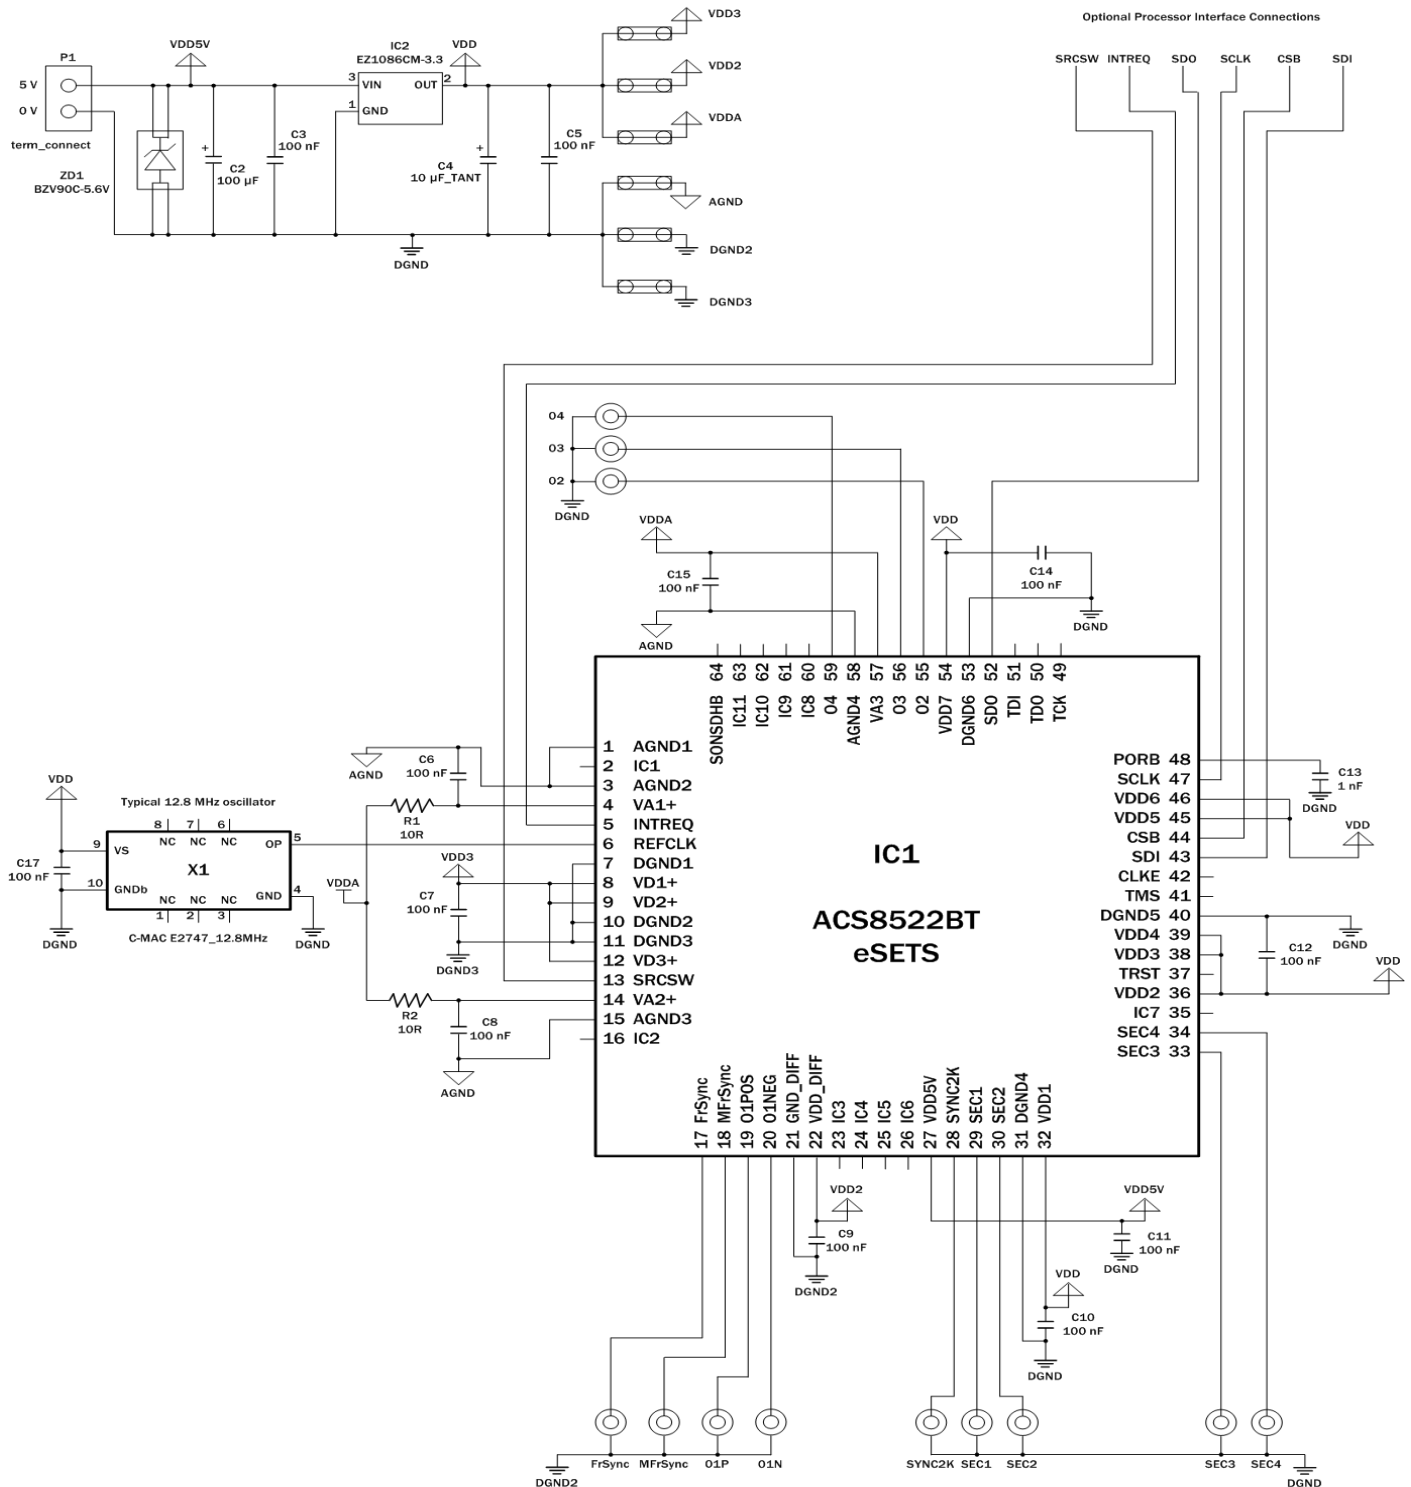 Optional Processor Interface Connections
SRCSW INTREQ SDO SCLK CSB SDI
P1
5 V
0 V
term_connect
VDD5V
IC2
EZ1086CM-3.3
3 VIN
OUT 2
1 GND
VDD
ZD1
BZV90C-5.6V
+
C2
100 µF
C3
100 nF
+
C4
10 µF_TANT
C5
100 nF
VDD3
VDD2
VDDA
AGND
DGND2
DGND3
DGND
O4
O3
O2
DGND
VDDA
C15
100 nF
AGND
VDD
C14
100 nF
DGND
SONSDHB 64
IC11 63
IC10 62
IC9 61
IC8 60
O4 59
AGND4 58
VA3 57
O3 56
O2 55
VDD7 54
DGND6 53
SDO 52
TDI 51
TDO 50
TCK 49
1 AGND1
2 IC1
3 AGND2
4 VA1+
5 INTREQ
6 REFCLK
7 DGND1
8 VD1+
9 VD2+
10 DGND2
11 DGND3
12 VD3+
13 SRCSW
14 VA2+
15 AGND3
16 IC2
IC1
ACS8522BT
eSETS
PORB 48
SCLK 47
VDD6 46
VDD5 45
CSB 44
SDI 43
CLKE 42
TMS 41
DGND5 40
VDD4 39
VDD3 38
TRST 37
VDD2 36
IC7 35
SEC4 34
SEC3 33
17 FrSync
18 MFrSync
19 O1POS
20 O1NEG
21 GND_DIFF
22 VDD_DIFF
23 IC3
24 IC4
25 IC5
26 IC6
27 VDD5V
28 SYNC2K
29 SEC1
30 SEC2
31 DGND4
32 VDD1
AGND
C6
100 nF
R1
10R
VDD
Typical 12.8 MHz oscillator
8 7 6
NC NC NC
9 VS
OP 5
X1
10 GNDb
GND 4
NC NC NC
1 2 3
C-MAC E2747_12.8MHz
C17
100 nF
DGND
DGND
VDDA
VDD3
C7
100 nF
DGND3
R2
10R
C8
100 nF
AGND
C13
1 nF
DGND
VDD
DGND
C12
100 nF
VDD
VDD2
C9
100 nF
DGND2
VDD5V
C11
100 nF
DGND
VDD
C10
100 nF
DGND
DGND2
FrSync MFrSync O1P O1N
SYNC2K SEC1 SEC2
SEC3 SEC4
DGND